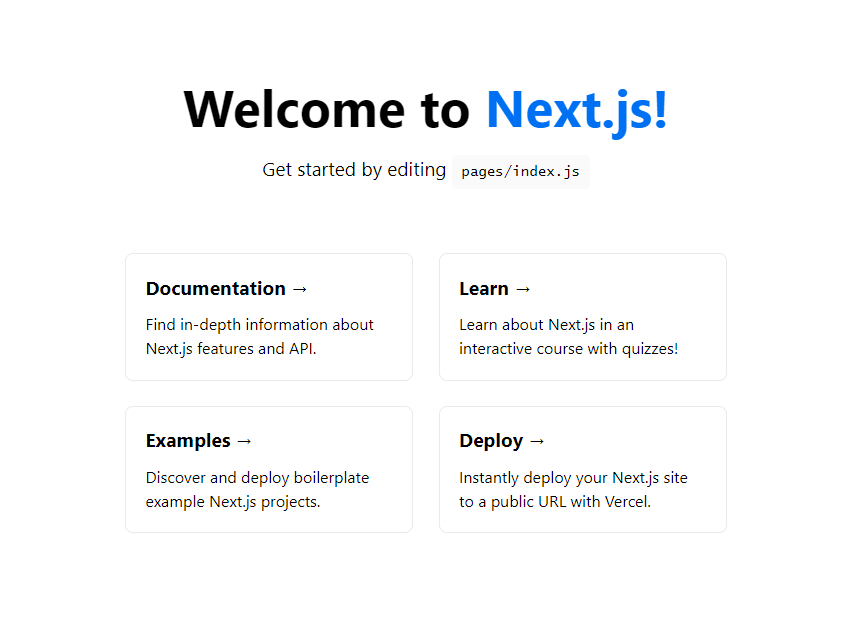 Welcome to Next.js!
Get started by editing pages/index.js
Documentation →
Find in-depth information about
Next.js features and API.
Learn →
Learn about Next.js in an
interactive course with quizzes!
Examples →
Discover and deploy boilerplate
example Next.js projects.
Deploy →
Instantly deploy your Next.js site
to a public URL with Vercel.